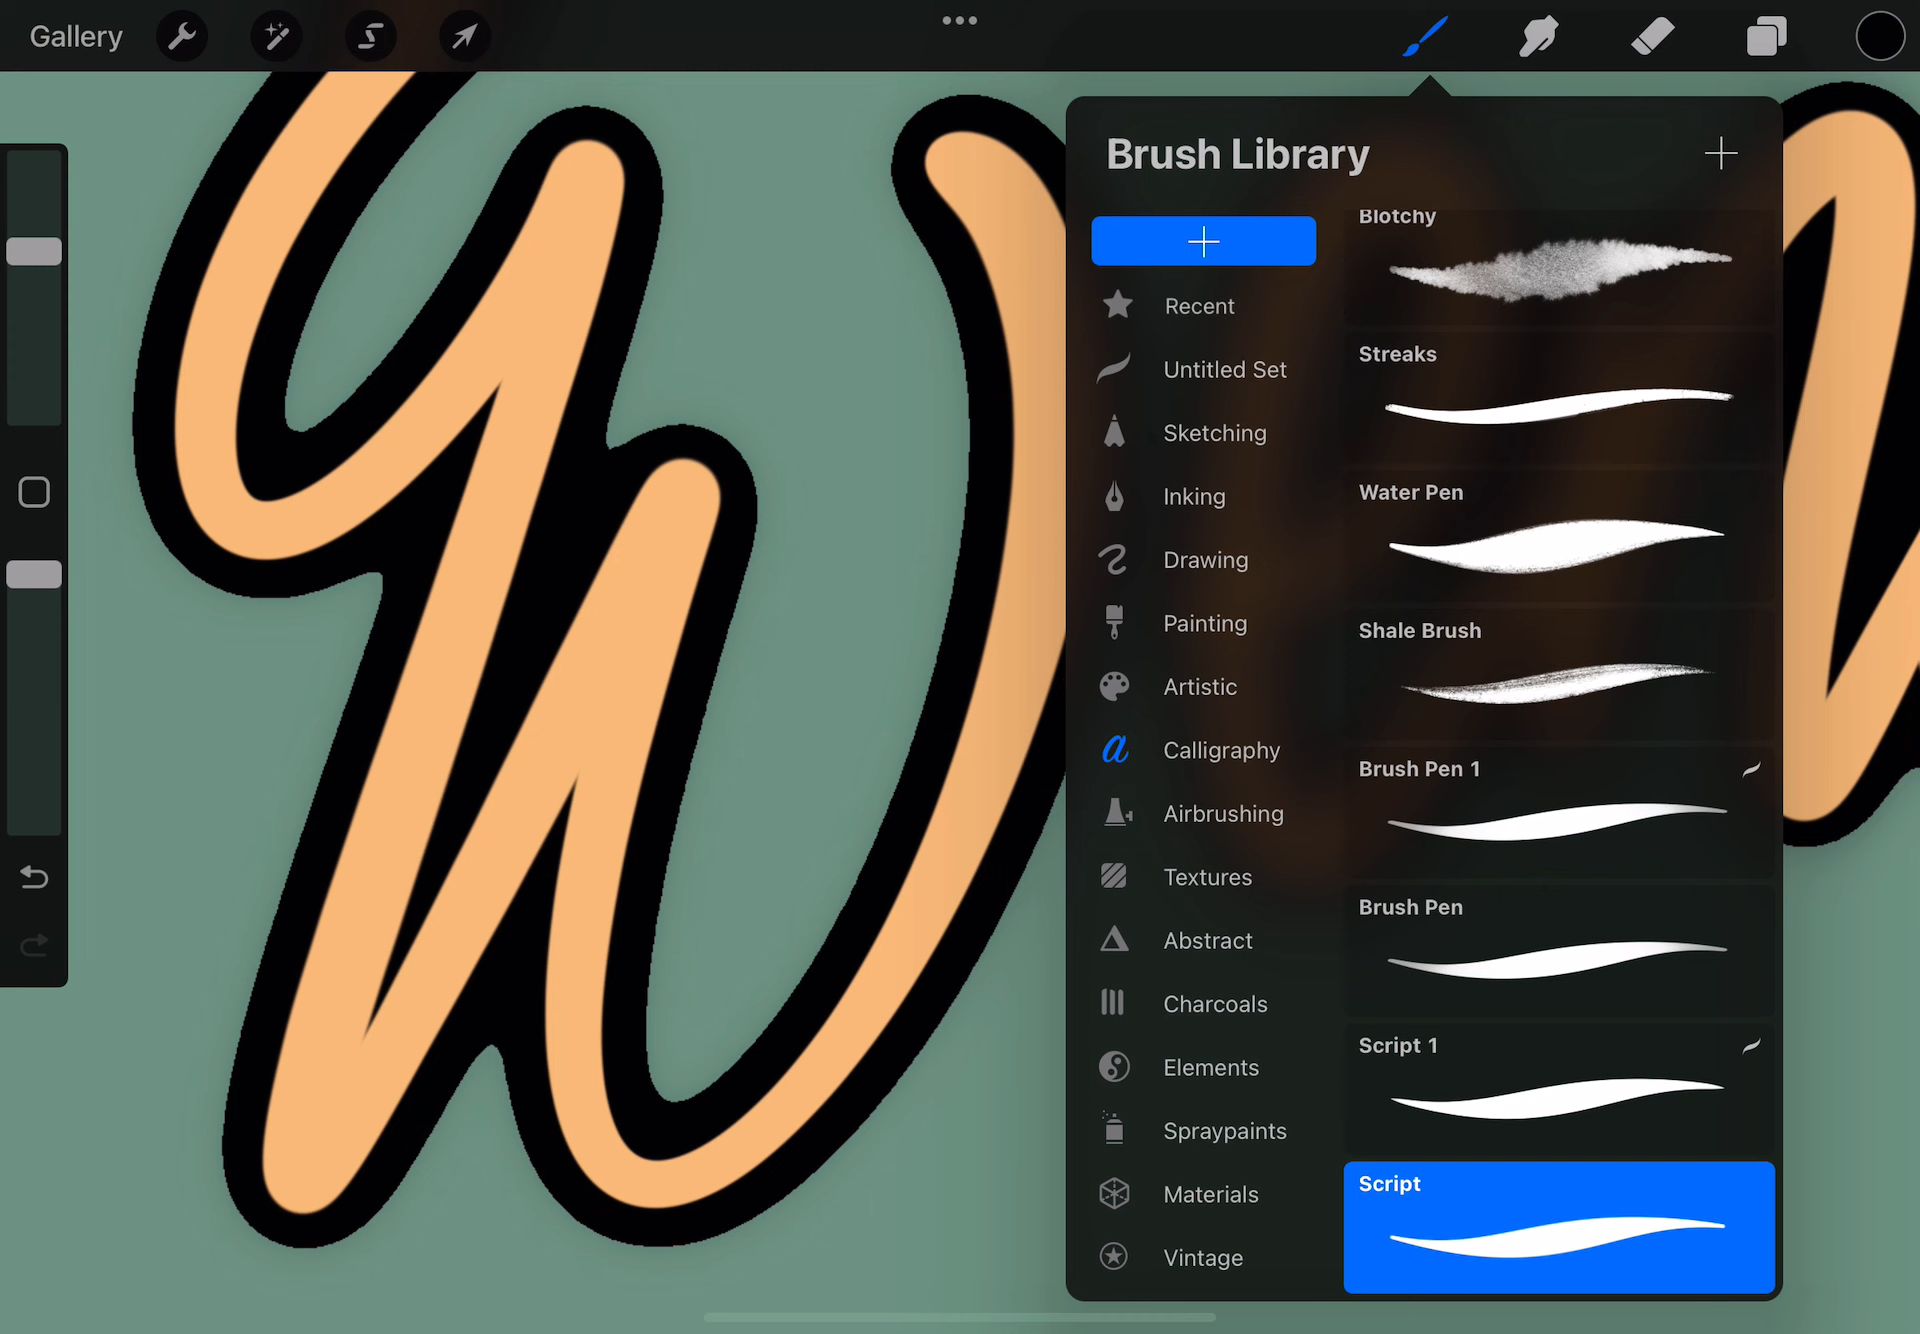 Gallery
Brush Library
Recent
Untitled Set
Sketching
Inking
Drawing
Painting
Artistic
Calligraphy
Airbrushing
Textures
Abstract
Charcoals
Elements
Spraypaints
Materials
Vintage
Blotchy
Streaks
Water Pen
Shale Brush
Brush Pen 1
Brush Pen
Script 1
Script